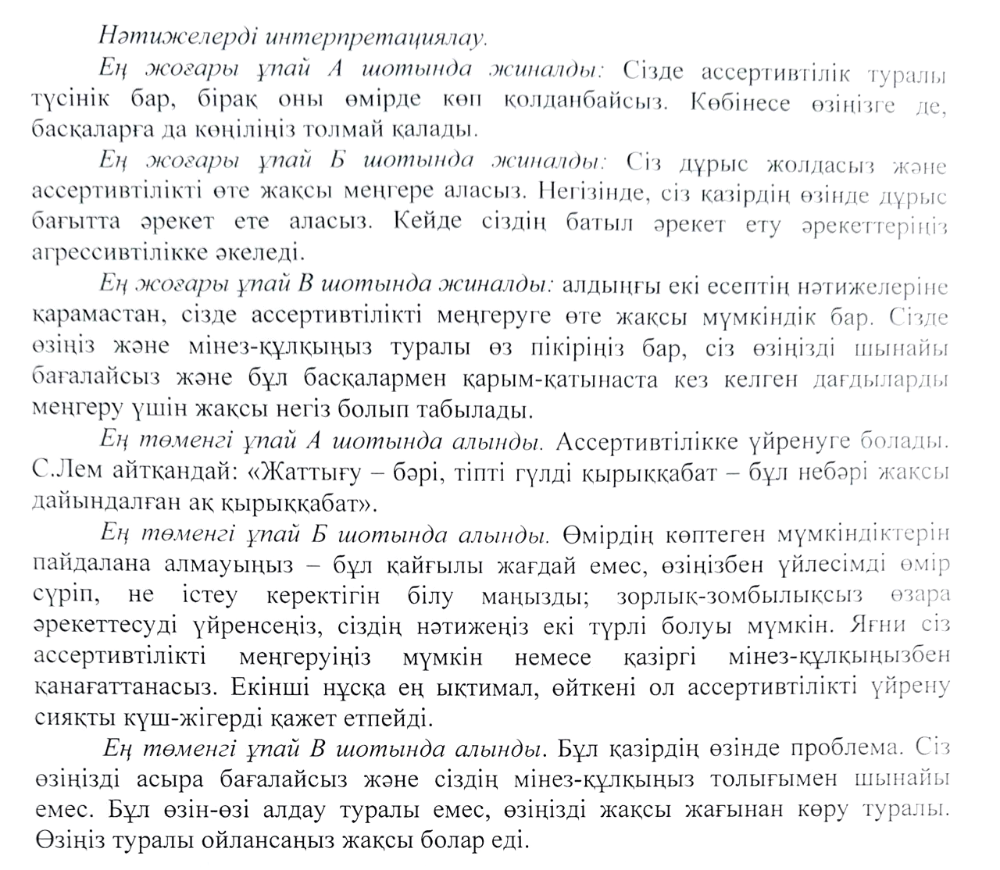 Нәтижелерді интерпретациялау.
Ең жоғары ұпай А шотында жиналды: Сізде ассертивтілік туралы
түсінік бар, бірақ оны өмірде көп қолданбайсыз. Көбінесе өзіңізге де,
басқаларға да көңіліңіз толмай қалады.
Ең жоғары ұпай Б шотында жиналды: Сіз дұрыс жолдасыз және
ассертивтілікті өте жақсы меңгере аласыз. Негізінде, сіз қазірдің өзінде дұрыс
бағытта әрекет ете аласыз. Кейде сіздің батыл әрекет ету әрекеттеріңіз
агрессивтілікке әкеледі.
Ең жоғары ұпай В шотында жиналды: алдыңғы екі есептің нәтижелеріне
қарамастан, сізде ассертивтілікті меңгеруге өте жақсы мүмкіндік бар. Сізде
өзіңіз және мінез-құлқыңыз туралы өз пікіріңіз бар, сіз өзіңізді шынайы
бағалайсыз және бұл басқалармен қарым-қатынаста кез келген дағдыларды
меңгеру үшін жақсы негіз болып табылады.
Ең төменгі ұпай А шотында алынды. Ассертивтілікке үйренуге болады.
С.Лем айтқандай: «Жаттығу – бәрі, тіпті гүлді қырыққабат – бұл небәрі жақсы
дайындалған ақ қырыққабат».
Ең төменгі ұпай Б шотында алынды. Өмірдің көптеген мүмкіндіктерін
пайдалана алмауыңыз – бұл қайғылы жағдай емес, өзіңізбен үйлесімді өмір
сүріп, не істеу керектігін білу маңызды; зорлық-зомбылықсыз өзара
әрекеттесуді үйренсеңіз, сіздің нәтижеңіз екі түрлі болуы мүмкін. Яғни сіз
ассертивтілікті меңгеруіңіз мүмкін немесе қазіргі мінез-құлқыңызбен
қанағаттанасыз. Екінші нұсқа ең ықтимал, өйткені ол ассертивтілікті үйрену
сияқты күш-жігерді қажет етпейді.
Ең төменгі ұпай В шотында алынды. Бұл қазірдің өзінде проблема. Сіз
өзіңізді асыра бағалайсыз және сіздің мінез-құлқыңыз толығымен шынайы
емес. Бұл өзін-өзі алдау туралы емес, өзіңізді жақсы жағынан көру туралы.
Өзіңіз туралы ойлансаңыз жақсы болар еді.